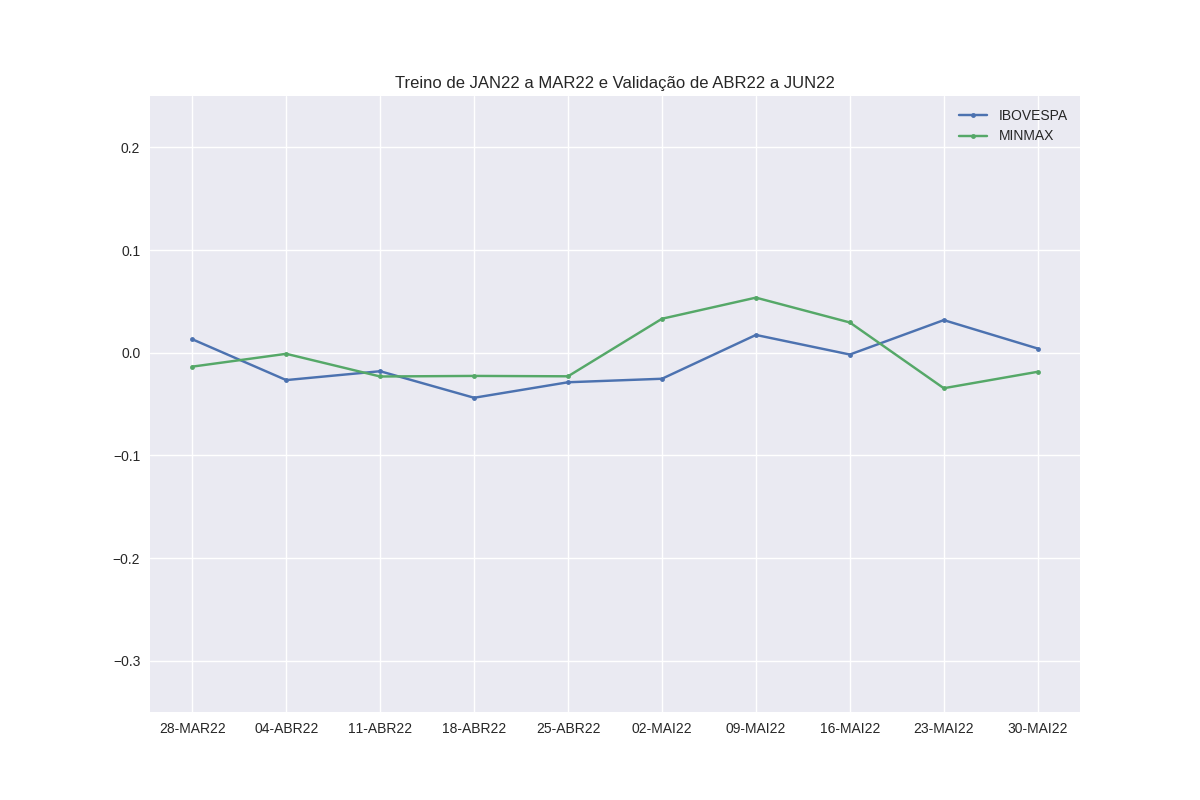 Treino de JAN22 a MAR22 e Validação de ABR22 a JUN22
IBOVESPA
MINMAX
0.2
0.1
0.0
−0.1
−0.2
−0.3
28-MAR22 04-ABR22 11-ABR22 18-ABR22 25-ABR22 02-MAI22 09-MAI22 16-MAI22 23-MAI22 30-MAI22